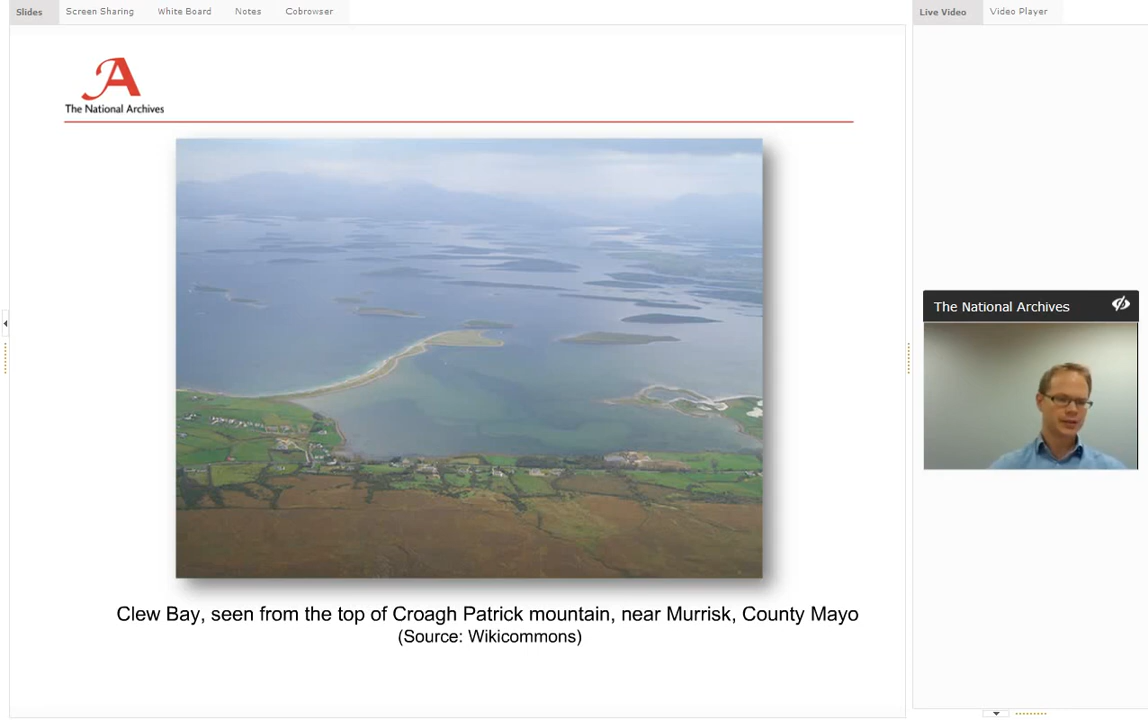 Slides
Screen Sharing
White Board
Notes
Cobrowser
Live Video
Video Player
A
The National Archives
The National Archives
Clew Bay, seen from the top of Croagh Patrick mountain, near Murrisk, County Mayo
(Source: Wikicommons)